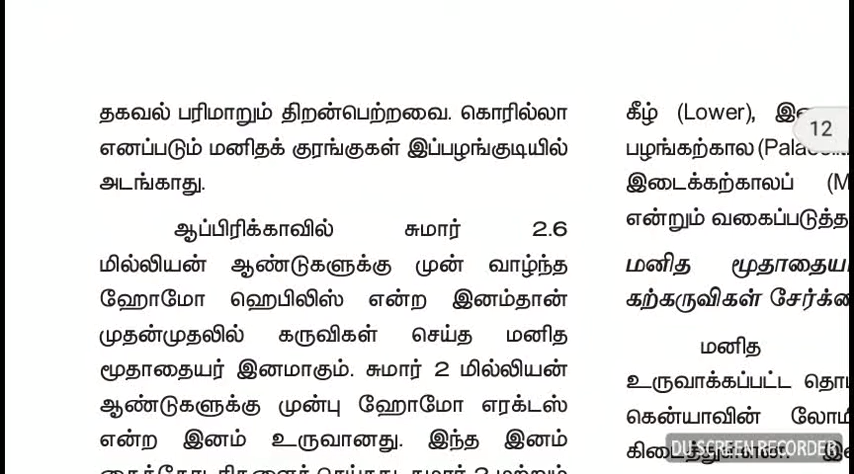 தகவல் பரிமாறும் திறன்பெற்றவை. கொரில்லா
எனப்படும் மனிதக் குரங்குகள் இப்பழங்குடியில்
அடங்காது.
ஆப்பிரிக்காவில் சுமார் 2.6
மில்லியன் ஆண்டுகளுக்கு முன் வாழ்ந்த
ஹோமோ ஹெபிலிஸ் என்ற இனம்தான்
முதன்முதலில் கருவிகள் செய்த மனித
மூதாதையர் இனமாகும். சுமார் 2 மில்லியன்
ஆண்டுகளுக்கு முன்பு ஹோமோ எரக்டஸ்
என்ற இனம் உருவானது. இந்த இனம்
கீழ் (Lower),
பழங்கற்கால
இடைக்கற்காலப் (M
என்றும்
மனித
கற்கருவிகள்
மனித
உருவாக்கப்பட்ட
கென்யாவின்
12
DU SCREEN RECORDER